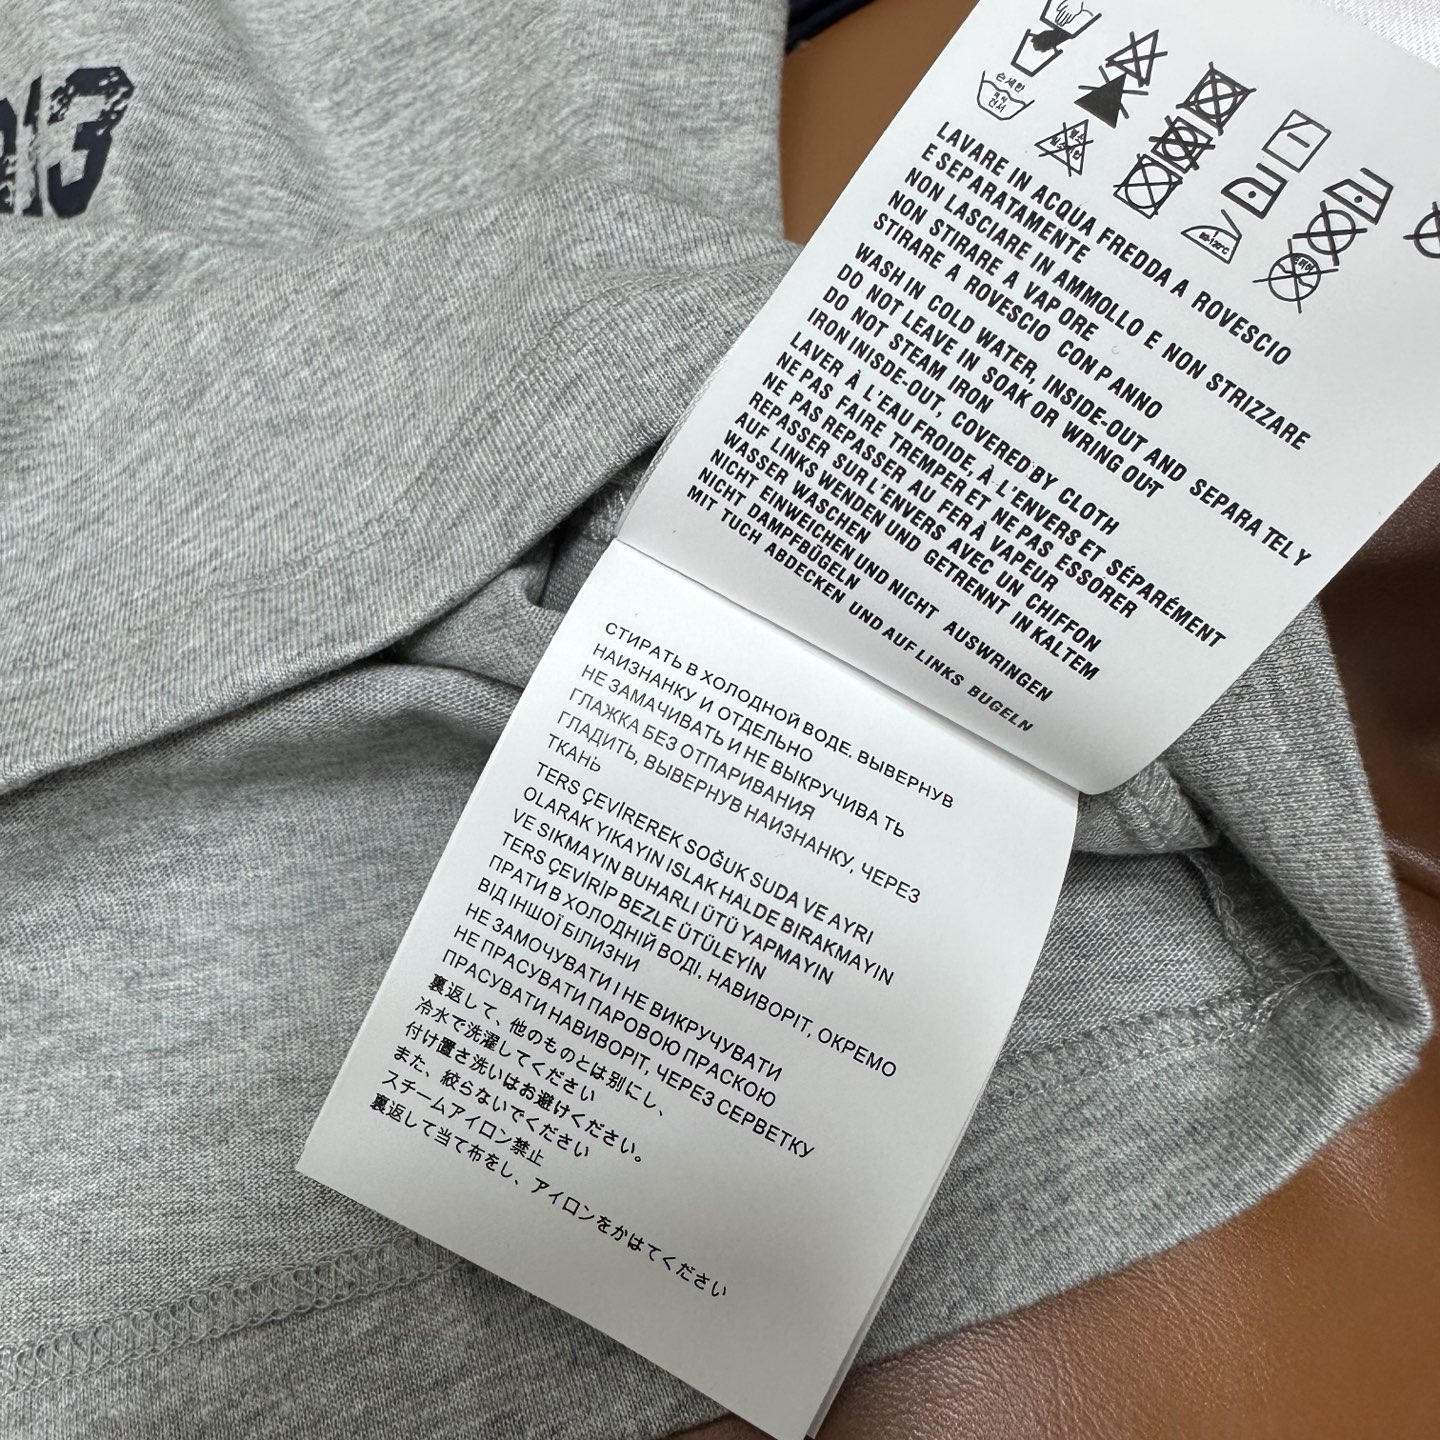 손세탁
80-120°C
드라이
LAVARE IN ACQUA FREDDA A ROVESCIO
E SEPARATAMENTE
NON LASCIARE IN AMMOLLO E NON STRIZZARE
NON STIRARE A VAPORE
STIRARE A ROVESCIO CON PANNO
WASH IN COLD WATER, INSIDE-OUT AND SEPARATELY
DO NOT LEAVE IN SOAK OR WRING OUT
DO NOT STEAM IRON
IRON INISDE-OUT, COVERED BY CLOTH
LAVER À L'EAU FROIDE, À L'ENVERS ET SÉPARÉMENT
NE PAS FAIRE TREMPER ET NE PAS ESSORER
NE PAS REPASSER AU FER À VAPEUR
REPASSER SUR L'ENVERS AVEC UN CHIFFON
AUF LINKS WENDEN UND GETRENNT IN KALTEM
WASSER WASCHEN
NICHT EINWEICHEN UND NICHT AUSWRINGEN
NICHT DAMPFBÜGELN
MIT TUCH ABDECKEN UND AUF LINKS BUGELN
СТИРАТЬ В ХОЛОДНОЙ ВОДЕ. ВЫВЕРНУВ
НАИЗНАНКУ И ОТДЕЛЬНО
НЕ ЗАМАЧИВАТЬ И НЕ ВЫКРУЧИВАТЬ
ГЛАЖКА БЕЗ ОТПАРИВАНИЯ
ГЛАДИТЬ, ВЫВЕРНУВ НАИЗНАНКУ, ЧЕРЕЗ
ТКАНЬ
TERS ÇEVİREREK SOĞUK SUDA VE AYRI
OLARAK YIKAYIN ISLAK HALDE BIRAKMAYIN
VE SIKMAYIN BUHARLI ÜTÜ YAPMAYIN
TERS ÇEVİRİP BEZLE ÜTÜLEYİN
ПРАТИ В ХОЛОДНІЙ ВОДІ, НАВИВОРІТ, ОКРЕМО
ВІД ІНШОЇ БІЛИЗНИ
НЕ ЗАМОЧУВАТИ І НЕ ВИКРУЧУВАТИ
НЕ ПРАСУВАТИ ПАРОВОЮ ПРАСКОЮ
ПРАСУВАТИ НАВИВОРІТ, ЧЕРЕЗ СЕРВЕТКУ
裏返して、他のものとは別にし、
冷水で洗濯してください
付け置き洗いはお避けください。
また、絞らないでください
スチームアイロン禁止
裏返して当て布をし、アイロンをかはてください